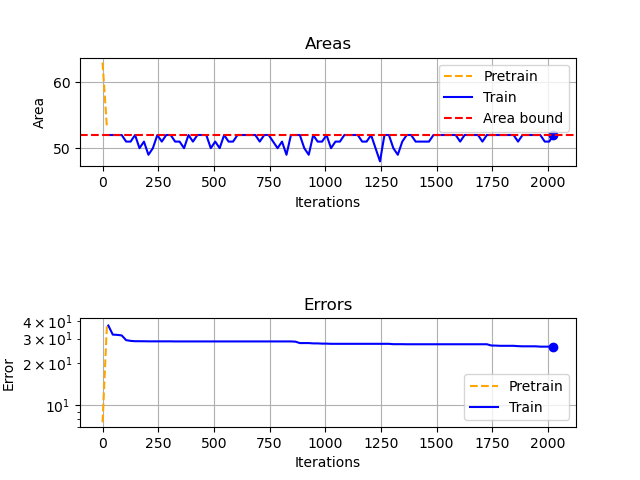 Areas
Area
60
50
Pretrain
Train
Area bound
0 250 500 750 1000 1250 1500 1750 2000
Iterations
Errors
Error
4 × 10¹
3 × 10¹
2 × 10¹
10¹
Pretrain
Train
0 250 500 750 1000 1250 1500 1750 2000
Iterations